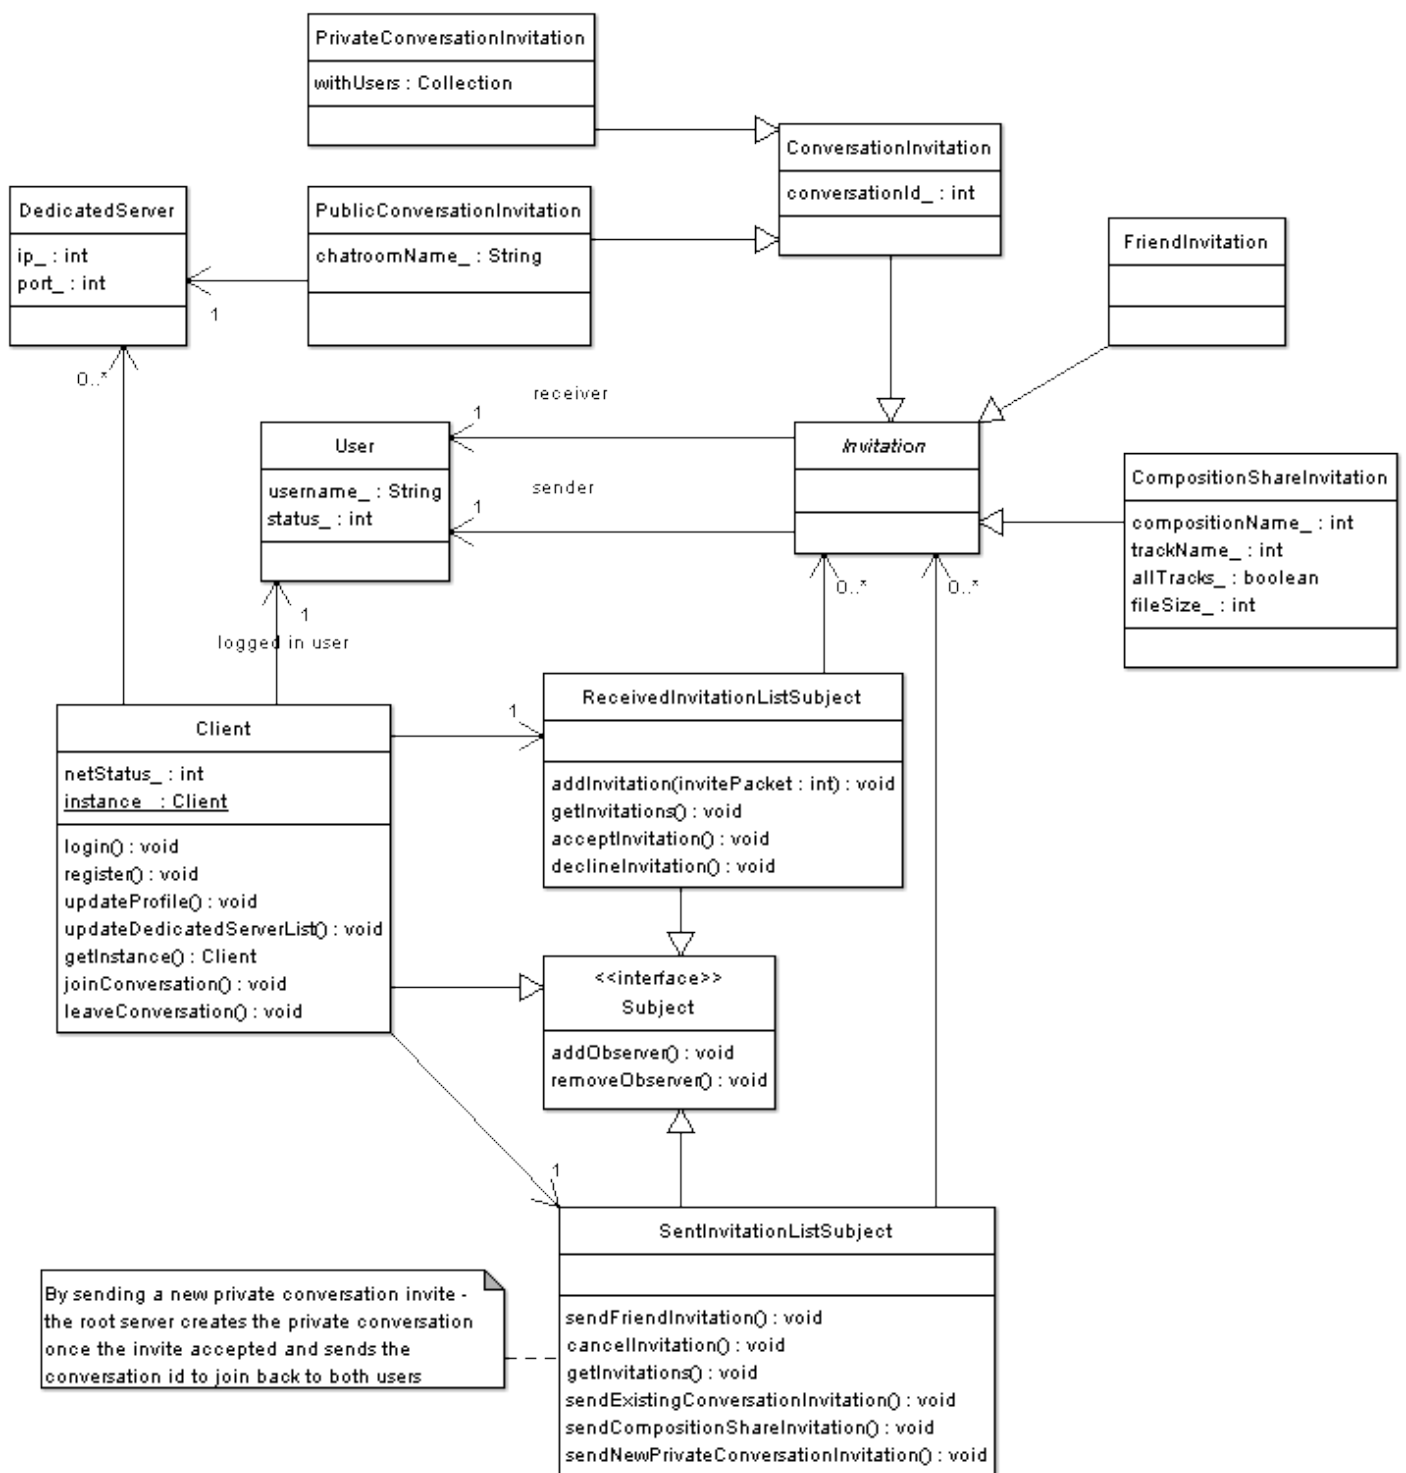 PrivateConversationInvitation
withUsers : Collection
ConversationInvitation
conversationId_ : int
DedicatedServer
ip_ : int
port_ : int
PublicConversationInvitation
chatroomName_ : String
FriendInvitation
1
0..*
receiver
1
User
username_ : String
status_ : int
sender
1
Invitation
CompositionShareInvitation
compositionName_ : int
trackName_ : int
allTracks_ : boolean
fileSize_ : int
0..*
0..*
1
logged in user
Client
netStatus_ : int
instance_ : Client
login() : void
register() : void
updateProfile() : void
updateDedicatedServerList() : void
getInstance() : Client
joinConversation() : void
leaveConversation() : void
1
ReceivedInvitationListSubject
addInvitation(invitePacket : int) : void
getInvitations() : void
acceptInvitation() : void
declineInvitation() : void
<<interface>>
Subject
addObserver() : void
removeObserver() : void
1
SentInvitationListSubject
sendFriendInvitation() : void
cancelInvitation() : void
getInvitations() : void
sendExistingConversationInvitation() : void
sendCompositionShareInvitation() : void
sendNewPrivateConversationInvitation() : void
By sending a new private conversation invite -
the root server creates the private conversation
once the invite accepted and sends the
conversation id to join back to both users